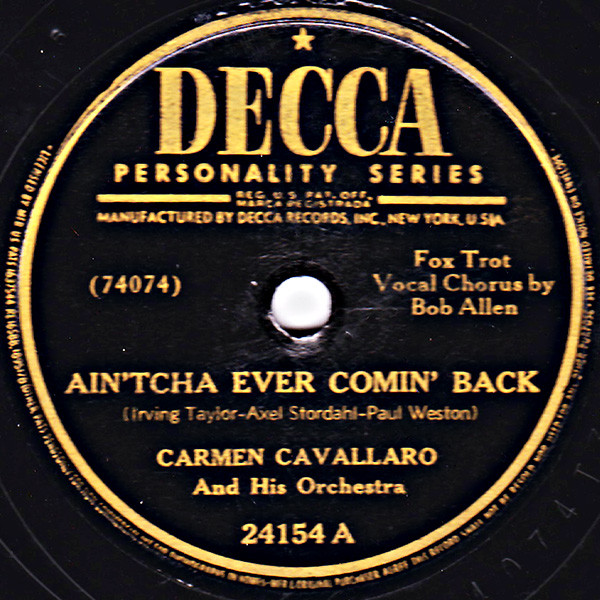 DECCA
PERSONALITY SERIES
REG. U.S. PAT. OFF.
MARCA REGISTRADA
MANUFACTURED BY DECCA RECORDS, INC., NEW YORK, U.S.A.
(74074)
Fox Trot
Vocal Chorus by
Bob Allen
AIN'TCHA EVER COMIN' BACK
(Irving Taylor-Axel Stordahl-Paul Weston)
CARMEN CAVALLARO
And His Orchestra
24154 A
74074